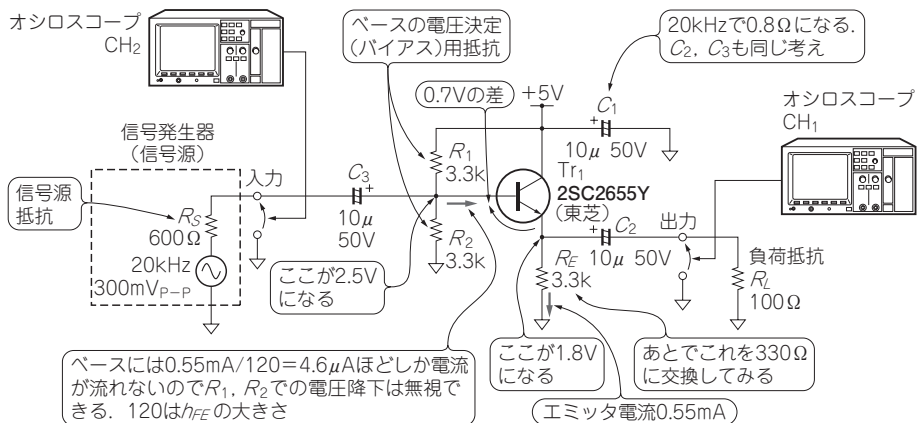 オシロスコープ
CH2
ベースの電圧決定
(バイアス)用抵抗
20kHzで0.8Ωになる.
C2, C3も同じ考え
0.7Vの差
+5V
C1
+
10μ 50V
オシロスコープ
CH1
信号発生器
(信号源)
信号源
抵抗
RS
600Ω
20kHz
300mVP-P
入力
C3
+
10μ
50V
R1
3.3k
R2
3.3k
Tr1
2SC2655Y
(東芝)
C2
+
10μ 50V
出力
負荷抵抗
RL
100Ω
RE
3.3k
ここが2.5V
になる
ベースには0.55mA/120=4.6μAほどしか電流
が流れないのでR1, R2での電圧降下は無視で
きる. 120はhFEの大きさ
ここが1.8V
になる
あとでこれを330Ω
に交換してみる
エミッタ電流0.55mA